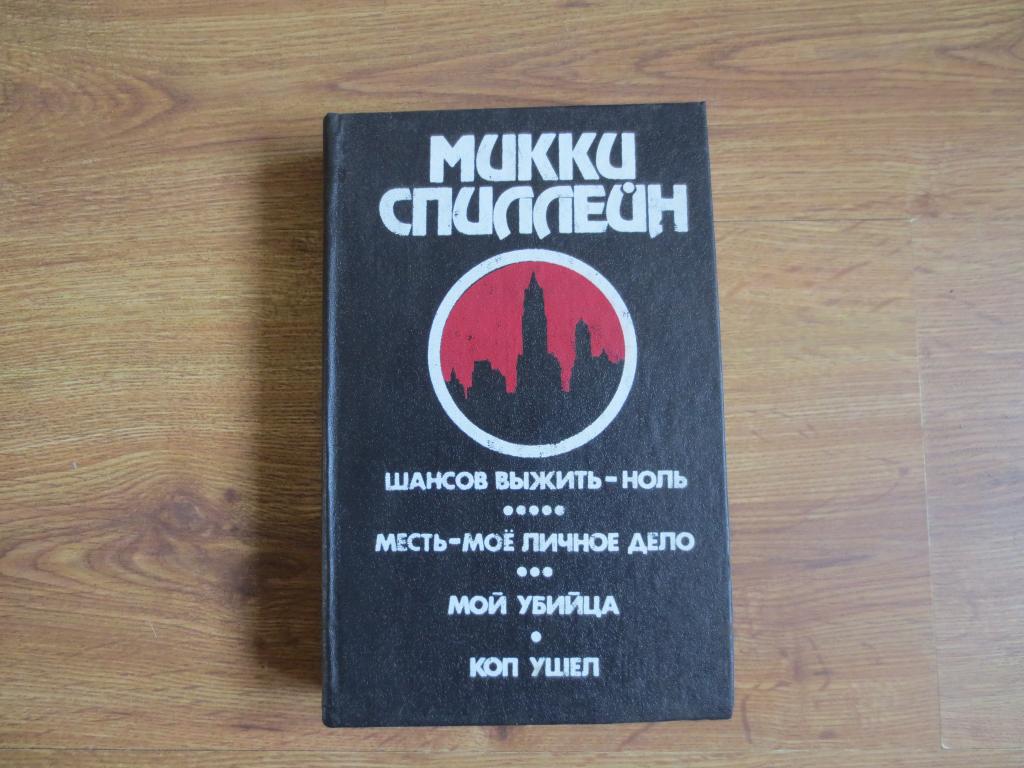 МИККИ
СПИЛЛЕЙН
ШАНСОВ ВЫЖИТЬ-НОЛЬ
МЕСТЬ-МОЁ ЛИЧНОЕ ДЕЛО
МОЙ УБИЙЦА
КОП УШЕЛ